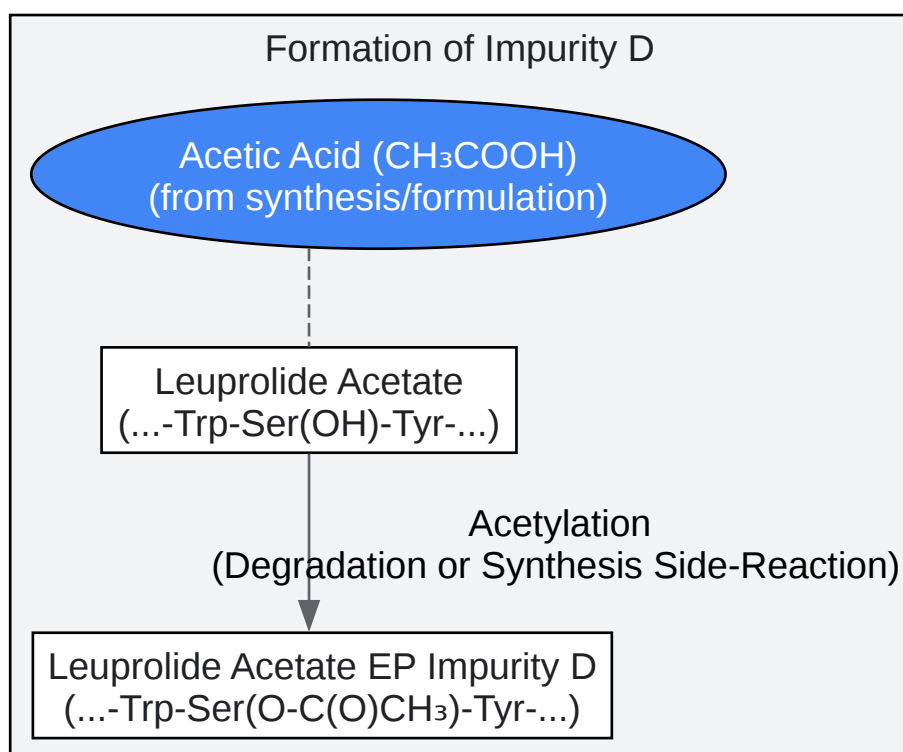 Formation of Impurity D
Acetic Acid (CH₃COOH)
(from synthesis/formulation)
Leuprolide Acetate
(...-Trp-Ser(OH)-Tyr-...)
Acetylation
(Degradation or Synthesis Side-Reaction)
Leuprolide Acetate EP Impurity D
(...-Trp-Ser(O-C(O)CH₃)-Tyr-...)